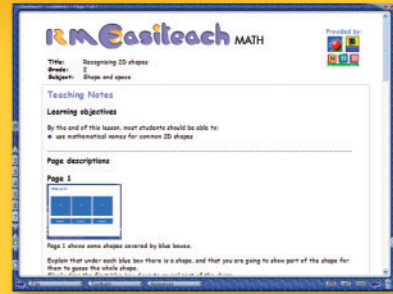 RM Easiteach MATH
Provided by:
Title: Recognising 2D shapes
Grade: 2
Subject: Shape and space
Teaching Notes
Learning objectives
By the end of this lesson, most students should be able to:
use mathematical names for common 2D shapes
Page descriptions
Page 1
Page 1 shows some shapes covered by blue boxes.
Explain that under each blue box there is a shape, and that you are going to show part of the shape for
them to guess the whole shape.